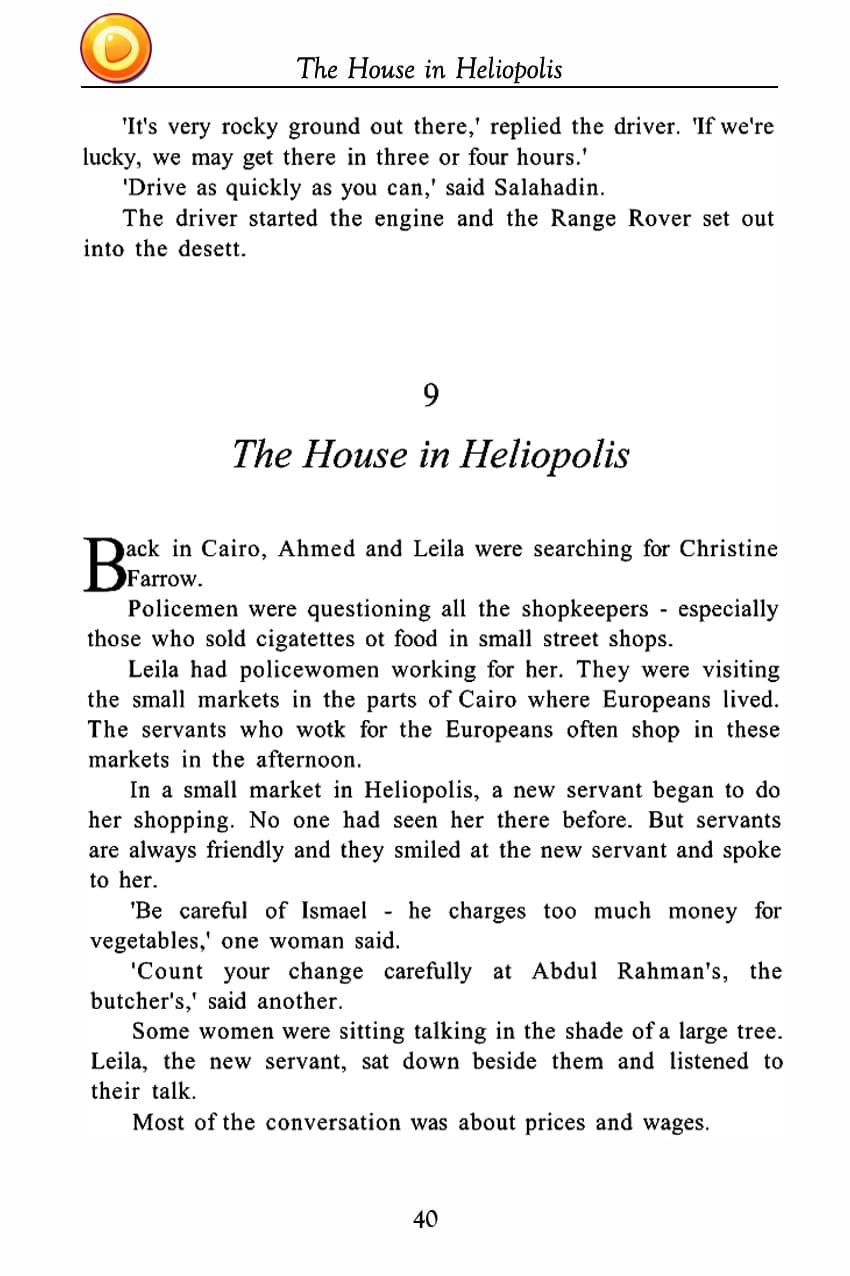 The House in Heliopolis
'It's very rocky ground out there,' replied the driver. 'If we're
lucky, we may get there in three or four hours.'
'Drive as quickly as you can,' said Salahadin.
The driver started the engine and the Range Rover set out
into the desett.
9
The House in Heliopolis
Back in Cairo, Ahmed and Leila were searching for Christine
Farrow.
Policemen were questioning all the shopkeepers - especially
those who sold cigatettes ot food in small street shops.
Leila had policewomen working for her. They were visiting
the small markets in the parts of Cairo where Europeans lived.
The servants who wotk for the Europeans often shop in these
markets in the afternoon.
In a small market in Heliopolis, a new servant began to do
her shopping. No one had seen her there before. But servants
are always friendly and they smiled at the new servant and spoke
to her.
'Be careful of Ismael - he charges too much money for
vegetables,' one woman said.
'Count your change carefully at Abdul Rahman's, the
butcher's,' said another.
Some women were sitting talking in the shade of a large tree.
Leila, the new servant, sat down beside them and listened to
their talk.
Most of the conversation was about prices and wages.
40